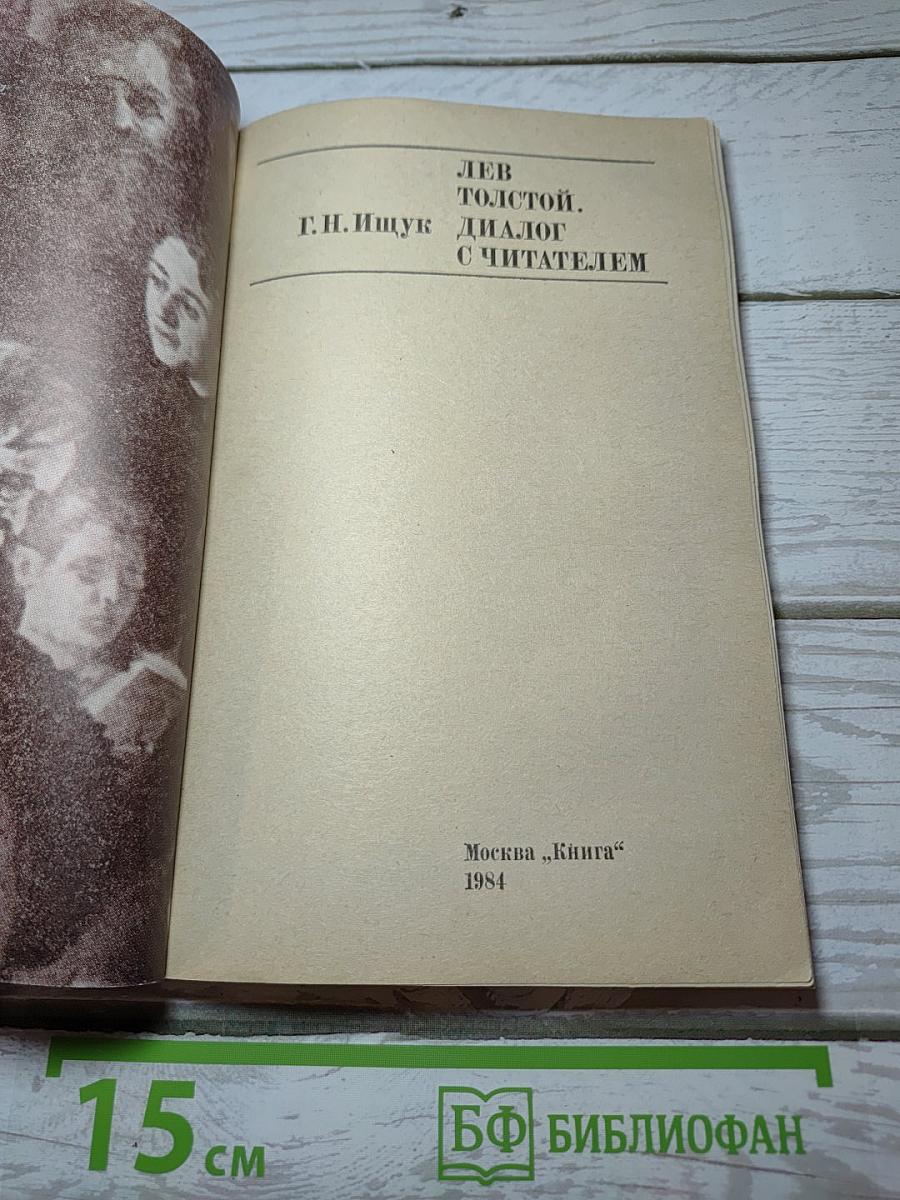 Г. Н. Ищук
ЛЕВ
ТОЛСТОЙ.
ДИАЛОГ
С ЧИТАТЕЛЕМ
Москва „Книга“
1984
15 см
БФ БИБЛИОФАН